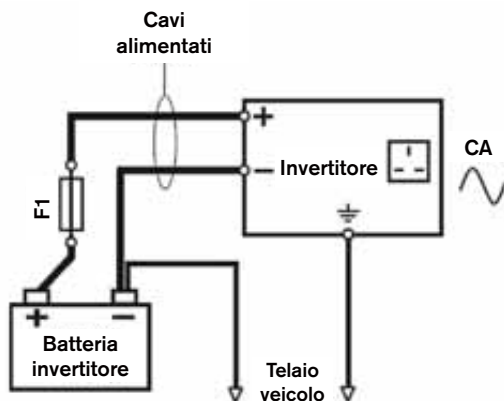 Cavi
alimentati
+
− Invertitore
CA
F1
+ −
Batteria
invertitore
Telaio
veicolo